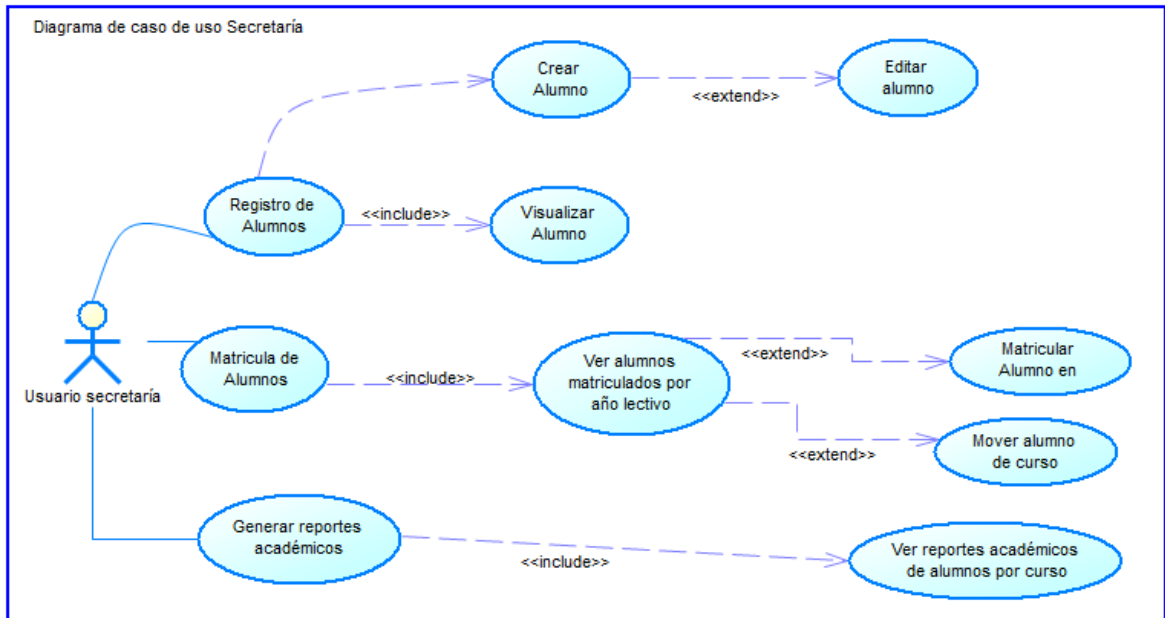 Diagrama de caso de uso Secretaría
Crear
Alumno
<<extend>>
Editar
alumno
Registro de
Alumnos
<<include>>
Visualizar
Alumno
Usuario secretaría
Matricula de
Alumnos
<<include>>
Ver alumnos
matriculados por
año lectivo
<<extend>>
Matricular
Alumno en
<<extend>>
Mover alumno
de curso
Generar reportes
académicos
<<include>>
Ver reportes académicos
de alumnos por curso